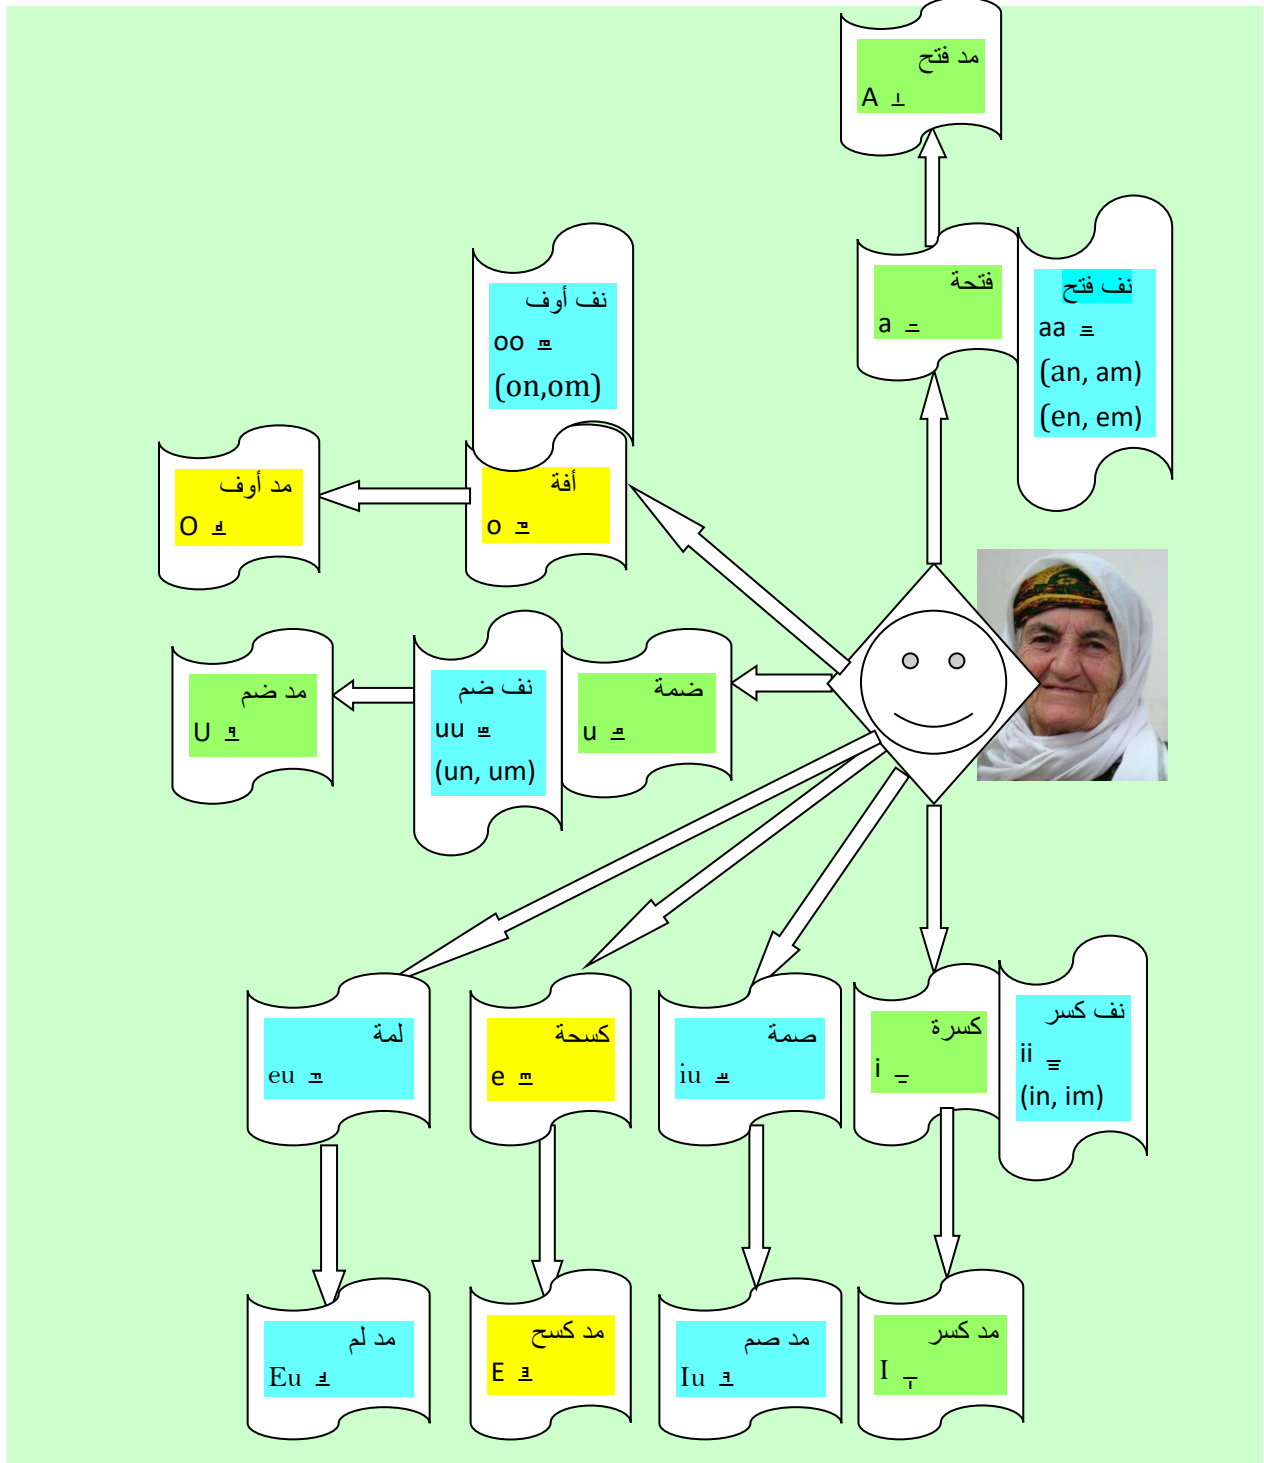 مد فتح
A
فتحة
a
نف فتح
aa
(an, am)
(en, em)
نف أوف
oo
(on,om)
أفة
o
مد أوف
O
ضمة
u
نف ضم
uu
(un, um)
مد ضم
U
لمة
eu
كسحة
e
صمة
iu
كسرة
i
نف كسر
ii
(in, im)
مد لم
Eu
مد كسح
E
مد صم
Iu
مد كسر
I